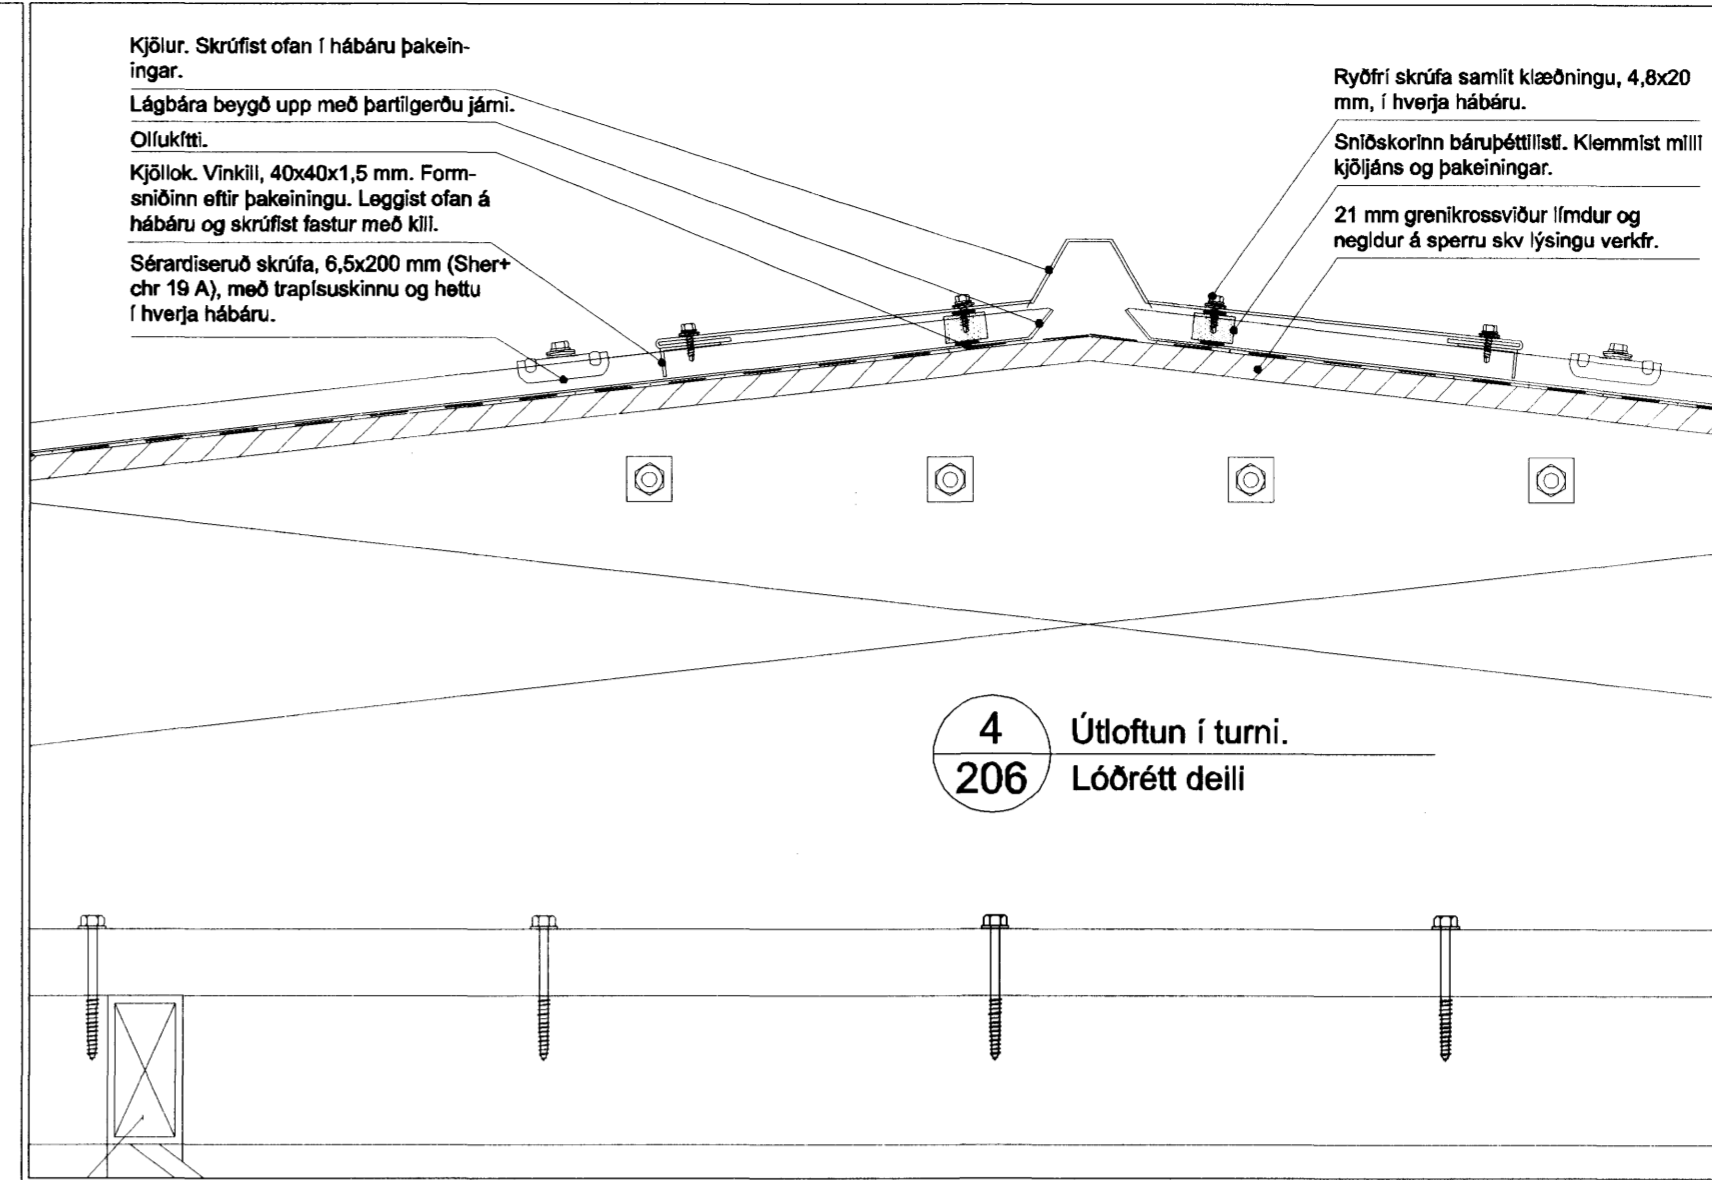 Kjölur. Skrúfist ofan í hábáru þakein-
ingar.
Lágbára beygð upp með þartilgerðu járni.
Olíukítti.
Kjöllok. Vinkill, 40x40x1,5 mm. Form-
sniðinn eftir þakeiningu. Leggist ofan á
hábáru og skrúfist fastur með kili.
Sérardiseruð skrúfa, 6,5x200 mm (Sher+
chr 19 A), með trapísuskinnu og hettu
í hverja hábáru.
Ryðfrí skrúfa samlit klæðningu, 4,8x20
mm, í hverja hábáru.
Sniðskorinn báruþéttilisti. Klemmist milli
kjöljáns og þakeiningar.
21 mm grenikrossviður límdur og
negldur á sperru skv lýsingu verkfr.
4 Útloftun í turni.
206 Lóðrétt deili